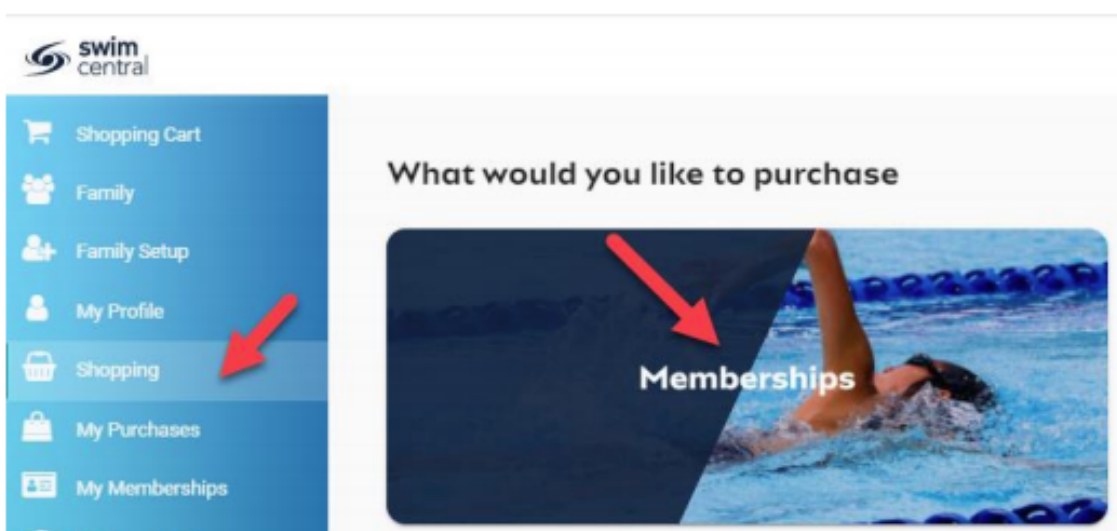 swim
central
Shopping Cart
Family
Family Setup
My Profile
Shopping
My Purchases
My Memberships
What would you like to purchase
Memberships